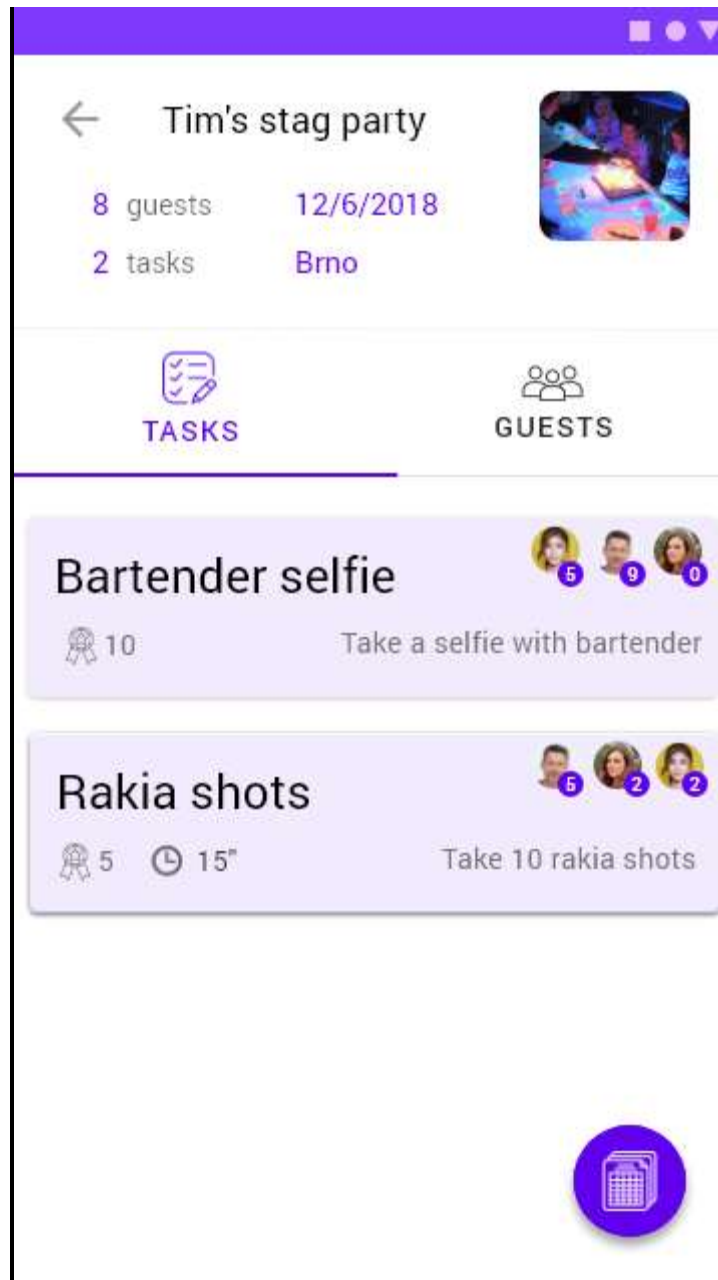 Tim's stag party
8 guests 12/6/2018
2 tasks Brno
TASKS GUESTS
Bartender selfie
5 9 0
10 Take a selfie with bartender
Rakia shots
5 2 2
5 15" Take 10 rakia shots